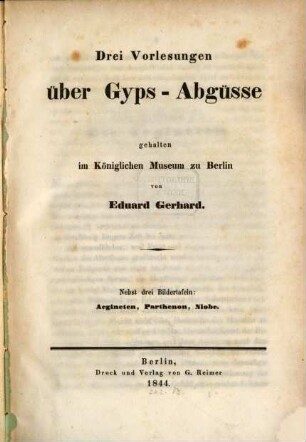 Drei Vorlesungen
über Gyps - Abgüsse
gehalten
im Königlichen Museum zu Berlin
von
Eduard Gerhard.
Nebst drei Bildertafeln:
Aegineten, Parthenon, Niobe.
Berlin,
Druck und Verlag von G. Reimer
1844.